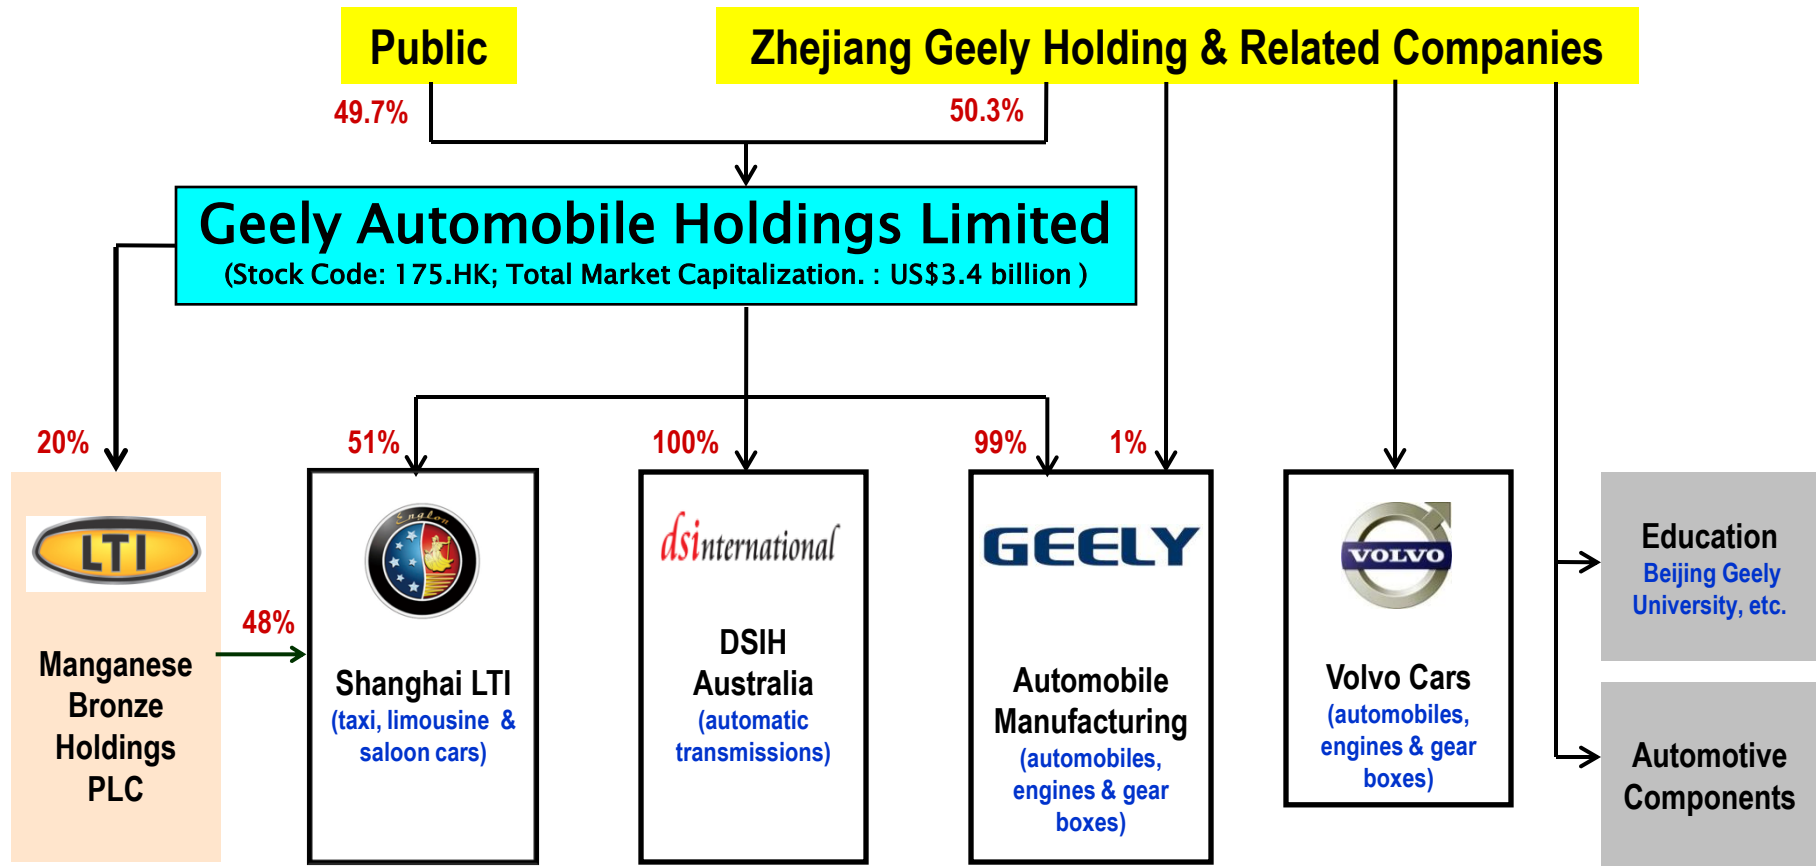 Public
Zhejiang Geely Holding & Related Companies
49.7%
50.3%
Geely Automobile Holdings Limited
(Stock Code: 175.HK; Total Market Capitalization. : US$3.4 billion )
20%
51%
100%
99%
1%
LTI
Manganese
Bronze
Holdings
PLC
48%
Englon
Shanghai LTI
(taxi, limousine &
saloon cars)
dsinternational
DSIH
Australia
(automatic
transmissions)
GEELY
Automobile
Manufacturing
(automobiles,
engines & gear
boxes)
VOLVO
Volvo Cars
(automobiles,
engines & gear
boxes)
Education
Beijing Geely
University, etc.
Automotive
Components